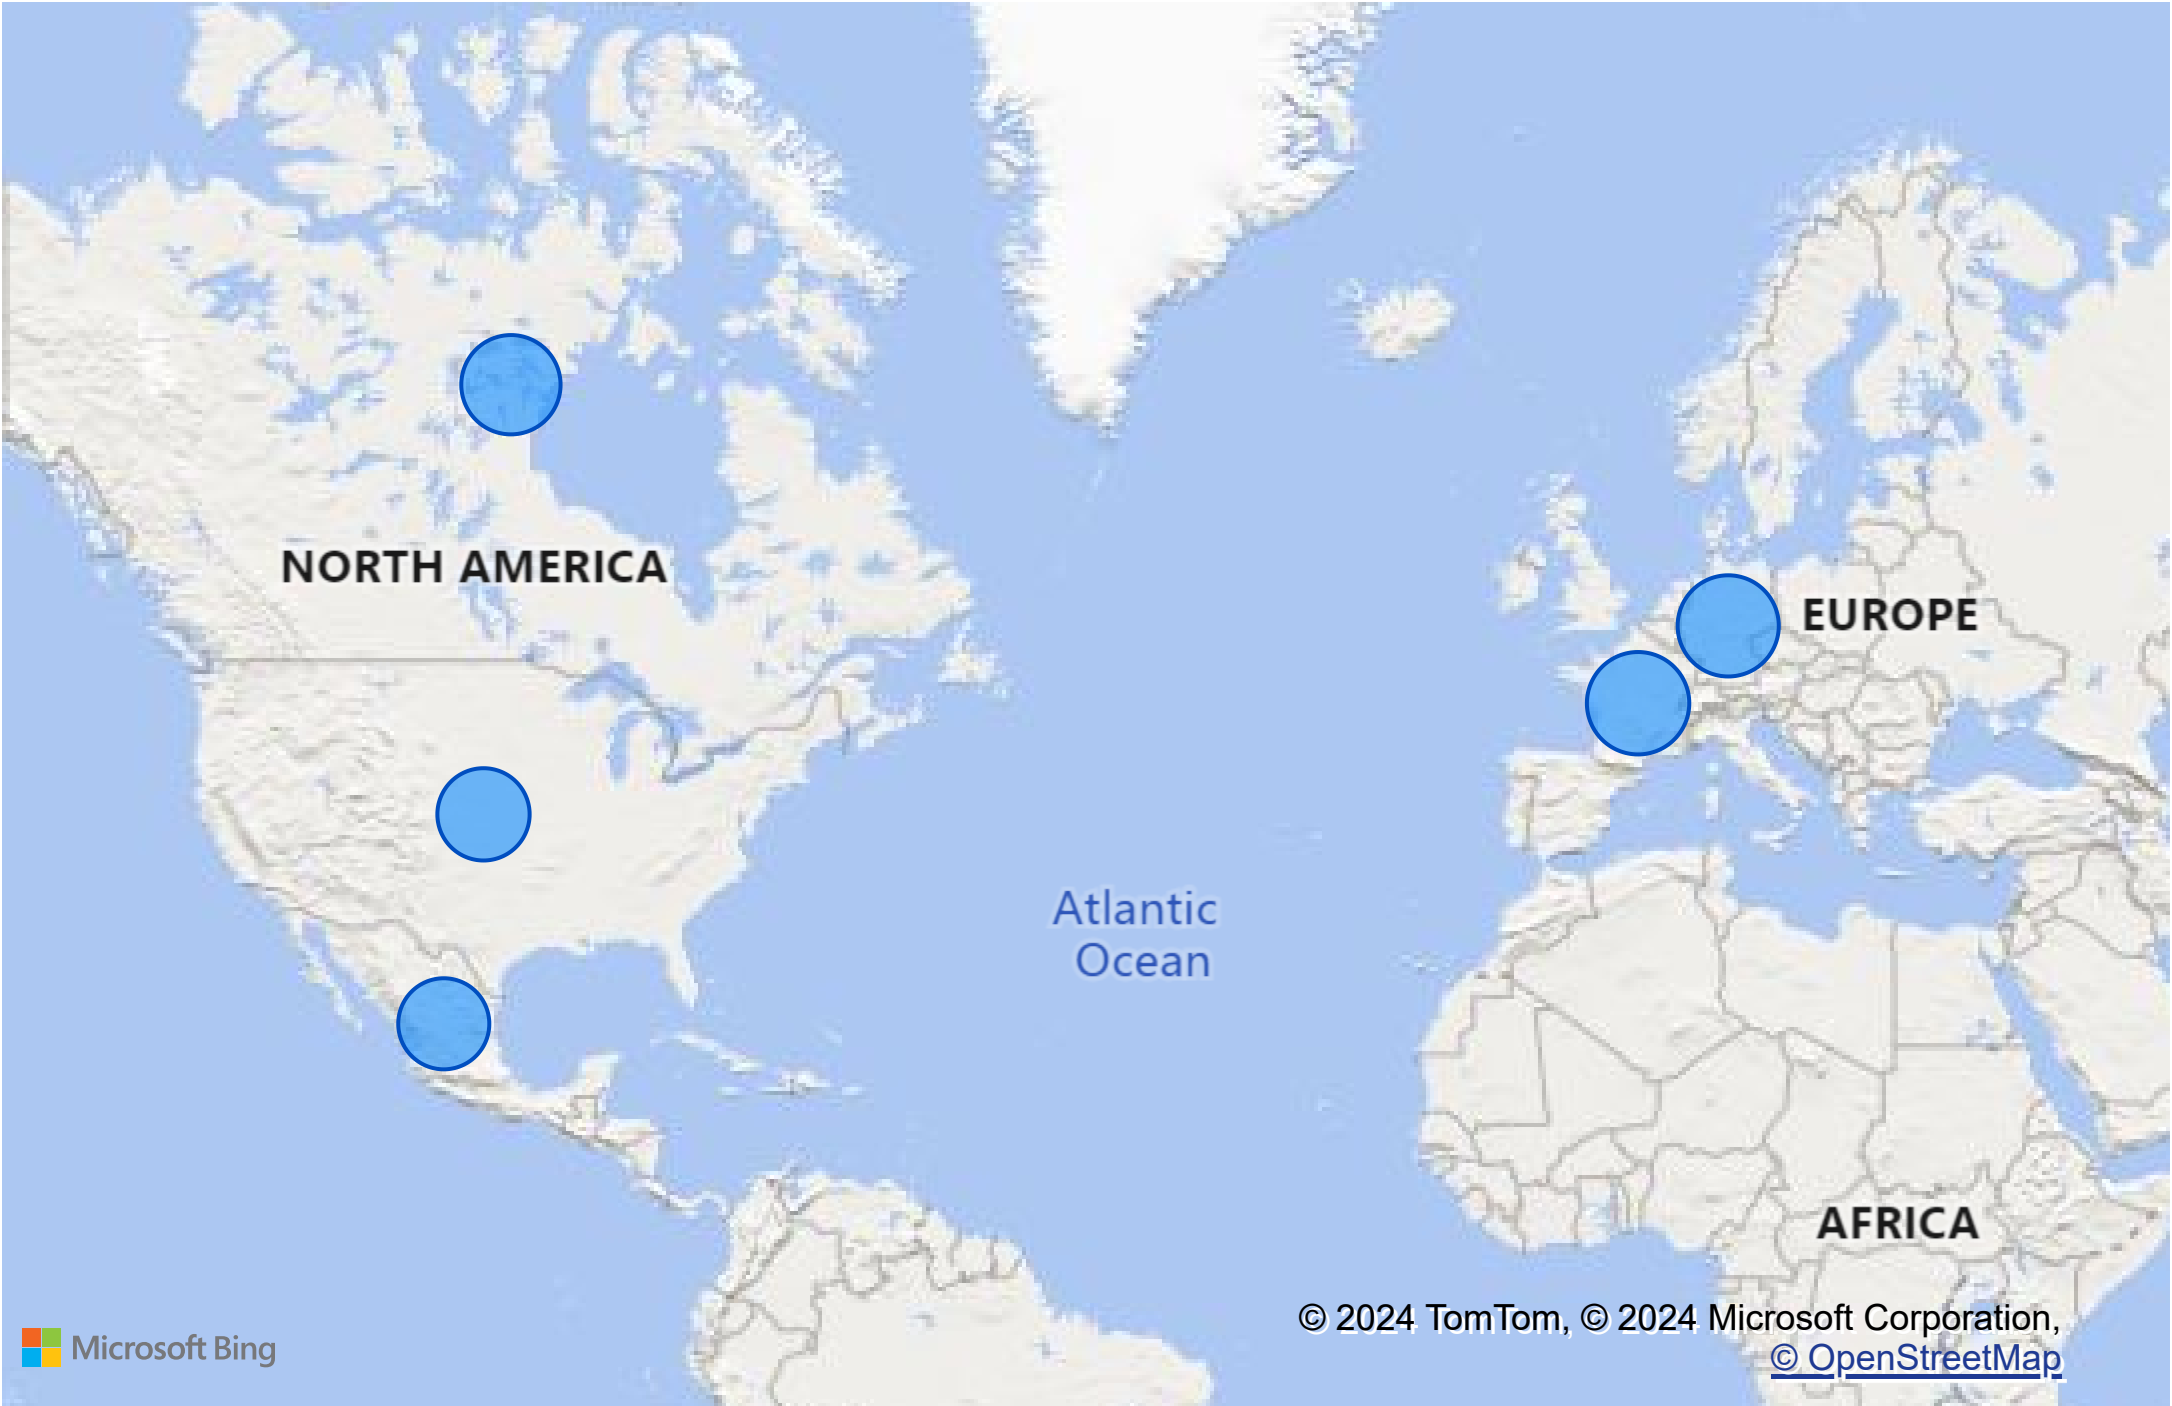 NORTH AMERICA
EUROPE
Atlantic
Ocean
AFRICA
© 2024 TomTom, © 2024 Microsoft Corporation,
© OpenStreetMap
Microsoft Bing